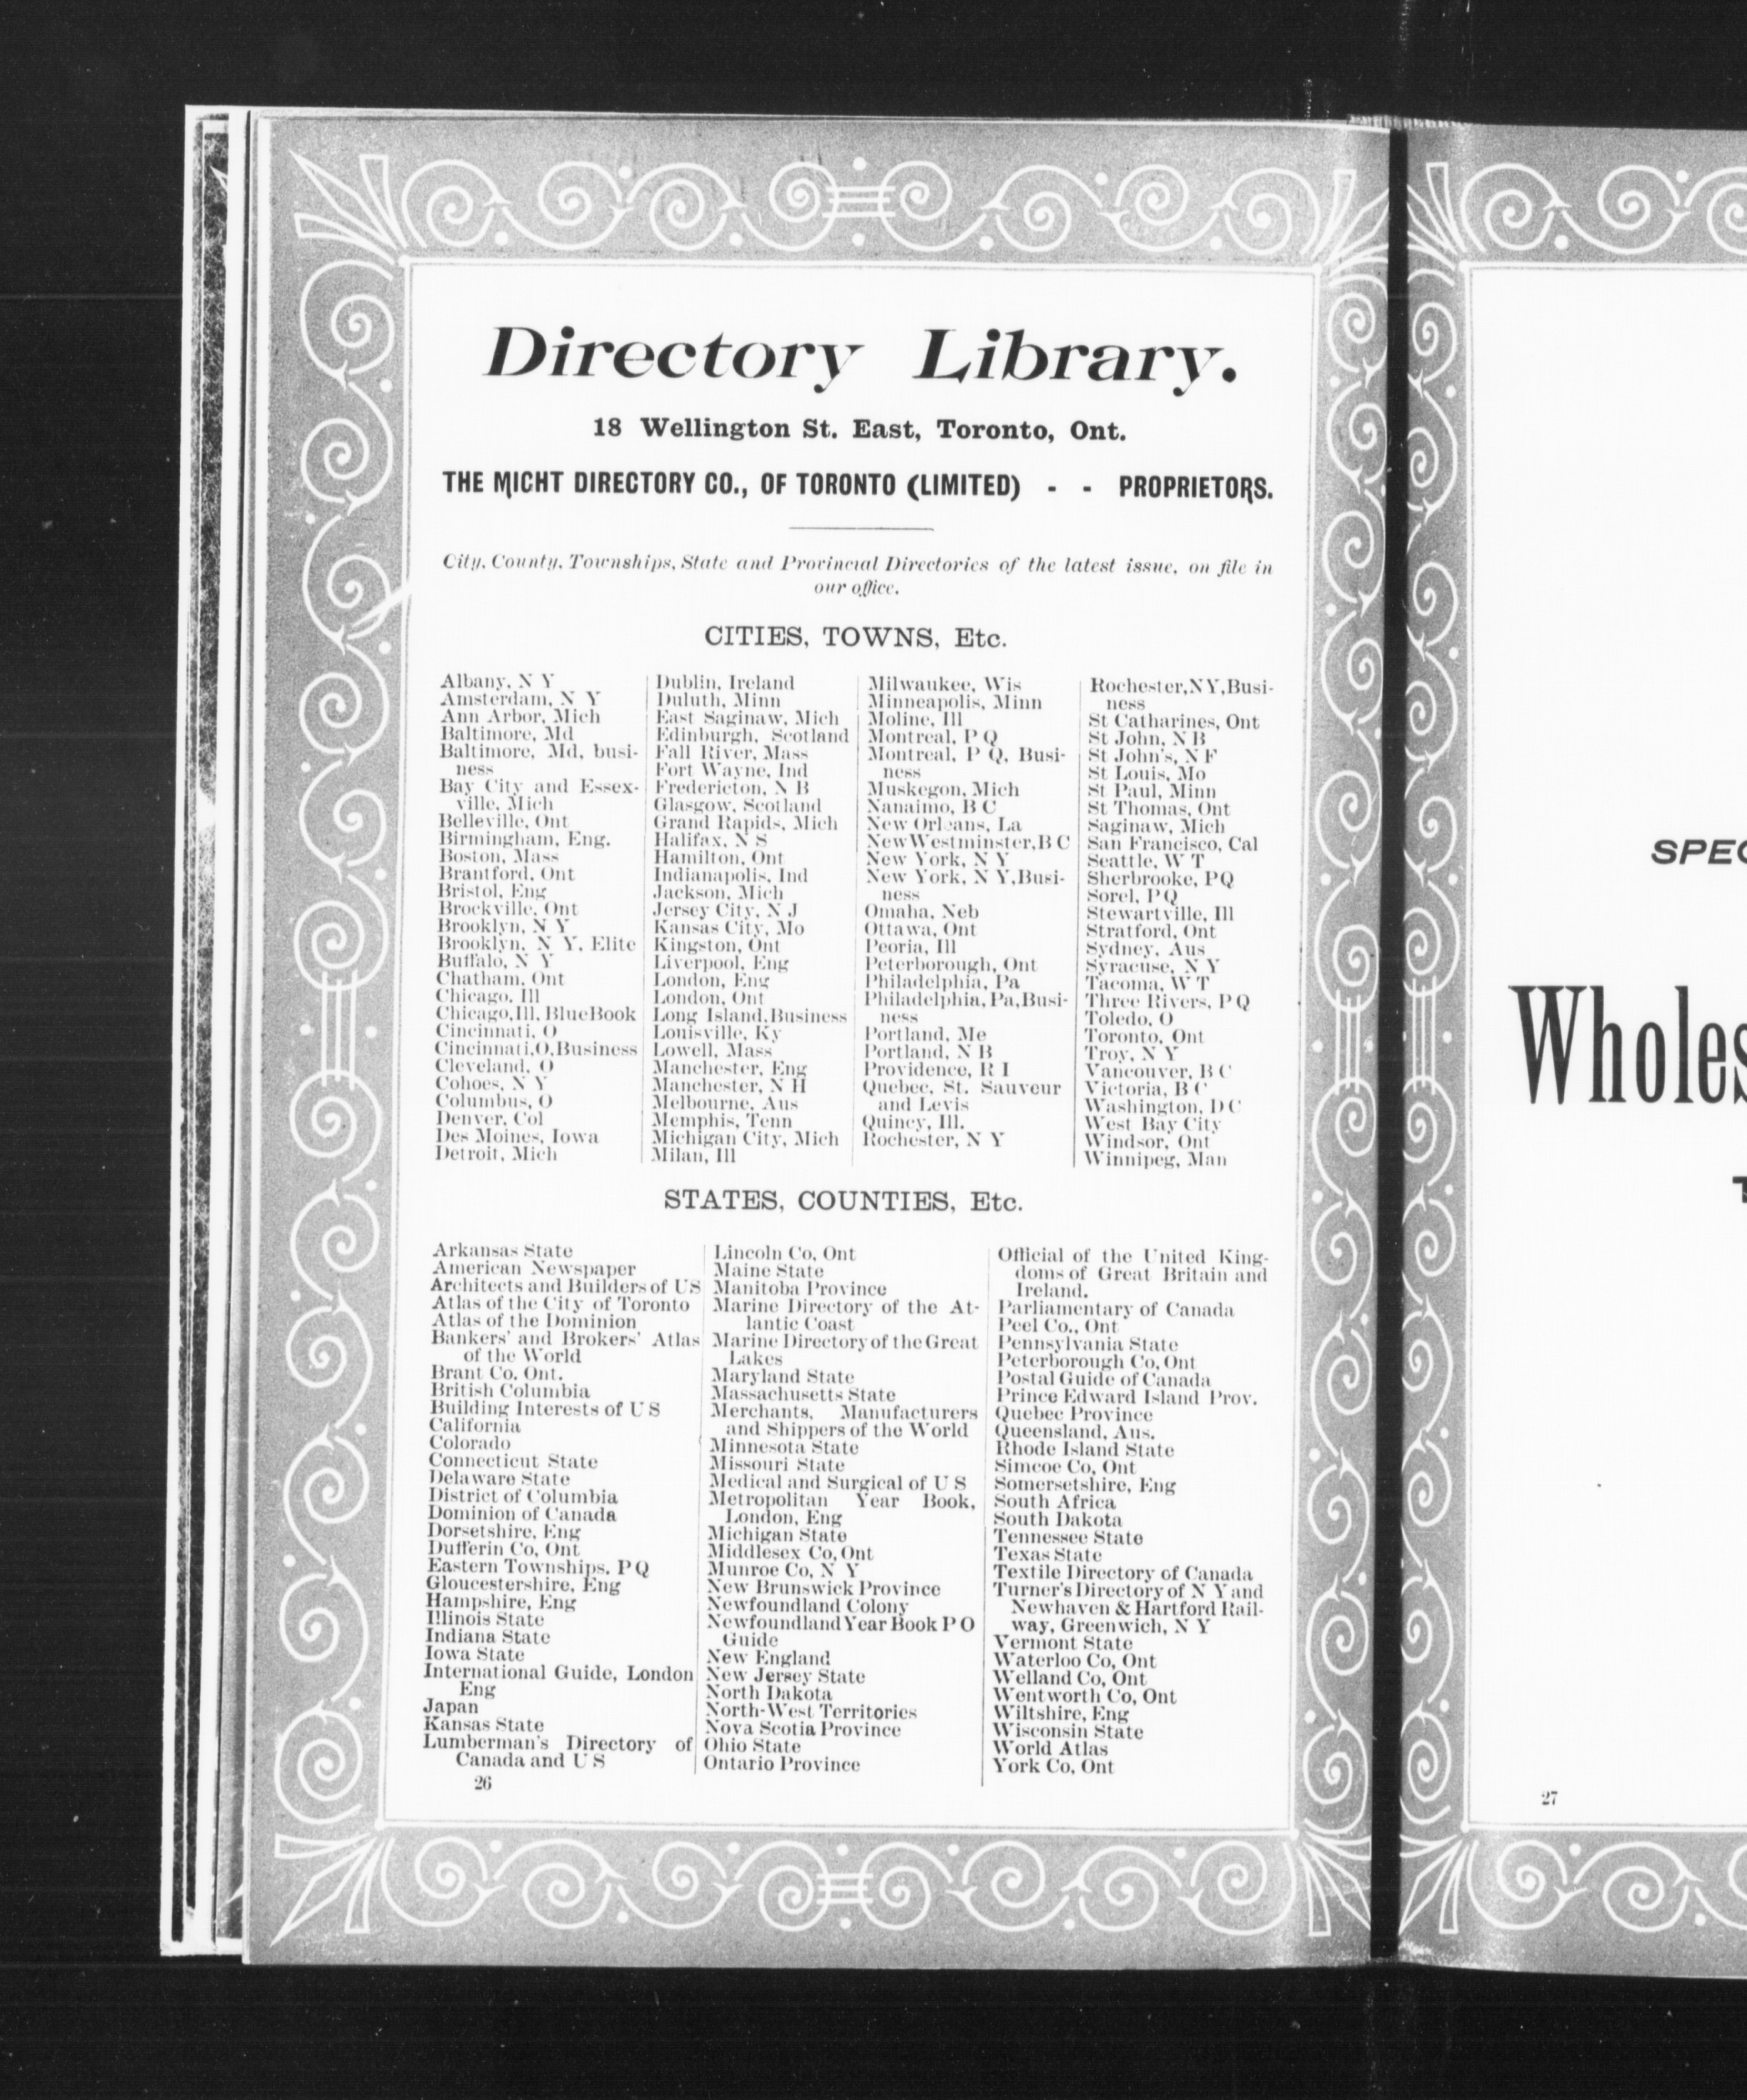 Directory Library.
18 Wellington St. East, Toronto, Ont.
THE MIGHT DIRECTORY CO., OF TORONTO (LIMITED) - - PROPRIETORS.
City, County, Townships, State and Provincial Directories of the latest issue, on file in
our office.
CITIES, TOWNS, Etc.
Albany, N Y
Amsterdam, N Y
Ann Arbor, Mich
Baltimore, Md
Baltimore, Md, busi-
ness
Bay City and Essex-
ville, Mich
Belleville, Ont
Birmingham, Eng.
Boston, Mass
Brantford, Ont
Bristol, Eng
Brockville, Ont
Brooklyn, N Y
Brooklyn, N Y, Elite
Buffalo, N Y
Chatham, Ont
Chicago, Ill
Chicago, Ill, Blue Book
Cincinnati, O
Cincinnati, O, Business
Cleveland, O
Cohoes, N Y
Columbus, O
Denver, Col
Des Moines, Iowa
Detroit, Mich
Dublin, Ireland
Duluth, Minn
East Saginaw, Mich
Edinburgh, Scotland
Fall River, Mass
Fort Wayne, Ind
Fredericton, N B
Glasgow, Scotland
Grand Rapids, Mich
Halifax, N S
Hamilton, Ont
Indianapolis, Ind
Jackson, Mich
Jersey City, N J
Kansas City, Mo
Kingston, Ont
Liverpool, Eng
London, Eng
London, Ont
Long Island, Business
Louisville, Ky
Lowell, Mass
Manchester, Eng
Manchester, N H
Melbourne, Aus
Memphis, Tenn
Michigan City, Mich
Milan, Ill
Milwaukee, Wis
Minneapolis, Minn
Moline, Ill
Montreal, P Q
Montreal, P Q, Busi-
ness
Muskegon, Mich
Nanaimo, B C
New Orleans, La
New Westminster, B C
New York, N Y
New York, N Y, Busi-
ness
Omaha, Neb
Ottawa, Ont
Peoria, Ill
Peterborough, Ont
Philadelphia, Pa
Philadelphia, Pa, Busi-
ness
Portland, Me
Portland, N B
Providence, R I
Quebec, St. Sauveur
and Levis
Quincy, Ill.
Rochester, N Y
Rochester, NY, Busi-
ness
St Catharines, Ont
St John, N B
St John's, N F
St Louis, Mo
St Paul, Minn
St Thomas, Ont
Saginaw, Mich
San Francisco, Cal
Seattle, W T
Sherbrooke, PQ
Sorel, P Q
Stewartville, Ill
Stratford, Ont
Sydney, Aus
Syracuse, N Y
Tacoma, W T
Three Rivers, P Q
Toledo, O
Toronto, Ont
Troy, N Y
Vancouver, B C
Victoria, B C
Washington, D C
West Bay City
Windsor, Ont
Winnipeg, Man
STATES, COUNTIES, Etc.
Arkansas State
American Newspaper
Architects and Builders of US
Atlas of the City of Toronto
Atlas of the Dominion
Bankers' and Brokers' Atlas
of the World
Brant Co. Ont.
British Columbia
Building Interests of U S
California
Colorado
Connecticut State
Delaware State
District of Columbia
Dominion of Canada
Dorsetshire, Eng
Dufferin Co, Ont
Eastern Townships, P Q
Gloucestershire, Eng
Hampshire, Eng
Illinois State
Indiana State
Iowa State
International Guide, London
Eng
Japan
Kansas State
Lumberman's Directory of
Canada and U S
Lincoln Co, Ont
Maine State
Manitoba Province
Marine Directory of the At-
lantic Coast
Marine Directory of the Great
Lakes
Maryland State
Massachusetts State
Merchants, Manufacturers
and Shippers of the World
Minnesota State
Missouri State
Medical and Surgical of U S
Metropolitan Year Book,
London, Eng
Michigan State
Middlesex Co, Ont
Munroe Co, N Y
New Brunswick Province
Newfoundland Colony
Newfoundland Year Book P O
Guide
New England
New Jersey State
North Dakota
North-West Territories
Nova Scotia Province
Ohio State
Ontario Province
Official of the United King-
doms of Great Britain and
Ireland.
Parliamentary of Canada
Peel Co., Ont
Pennsylvania State
Peterborough Co, Ont
Postal Guide of Canada
Prince Edward Island Prov.
Quebec Province
Queensland, Aus.
Rhode Island State
Simcoe Co, Ont
Somersetshire, Eng
South Africa
South Dakota
Tennessee State
Texas State
Textile Directory of Canada
Turner's Directory of N Y and
Newhaven & Hartford Rail-
way, Greenwich, N Y
Vermont State
Waterloo Co, Ont
Welland Co, Ont
Wentworth Co, Ont
Wiltshire, Eng
Wisconsin State
World Atlas
York Co, Ont
26
SPEC
Wholes
T
27